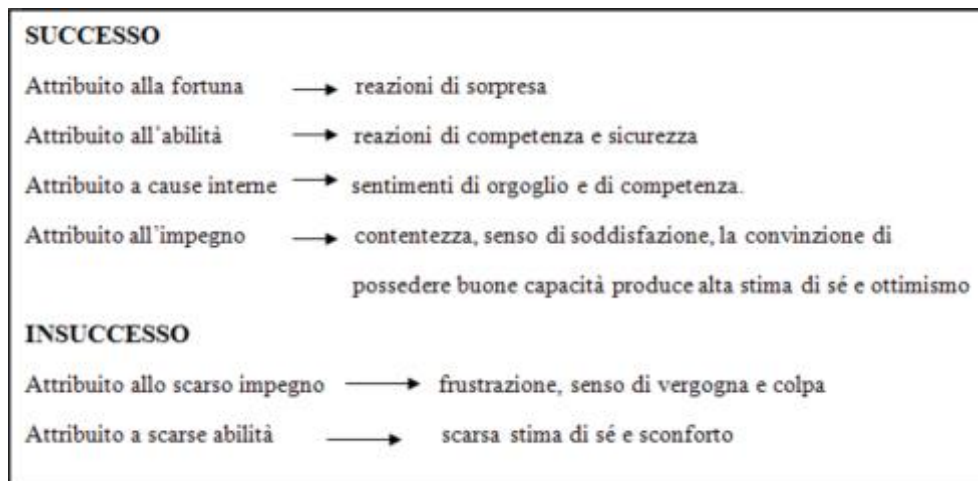 SUCCESSO
Attribuito alla fortuna → reazioni di sorpresa
Attribuito all'abilità → reazioni di competenza e sicurezza
Attribuito a cause interne → sentimenti di orgoglio e di competenza.
Attribuito all'impegno → contentezza, senso di soddisfazione, la convinzione di
possedere buone capacità produce alta stima di sé e ottimismo
INSUCCESSO
Attribuito allo scarso impegno → frustrazione, senso di vergogna e colpa
Attribuito a scarse abilità → scarsa stima di sé e sconforto